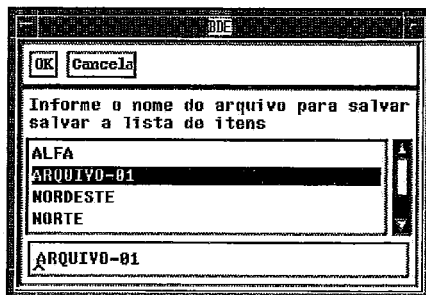 BDE
OK Cancela
Informe o nome do arquivo para salvar
salvar a lista de itens
ALFA
ARQUIVO-01
NORDESTE
NORTE
ARQUIVO-01